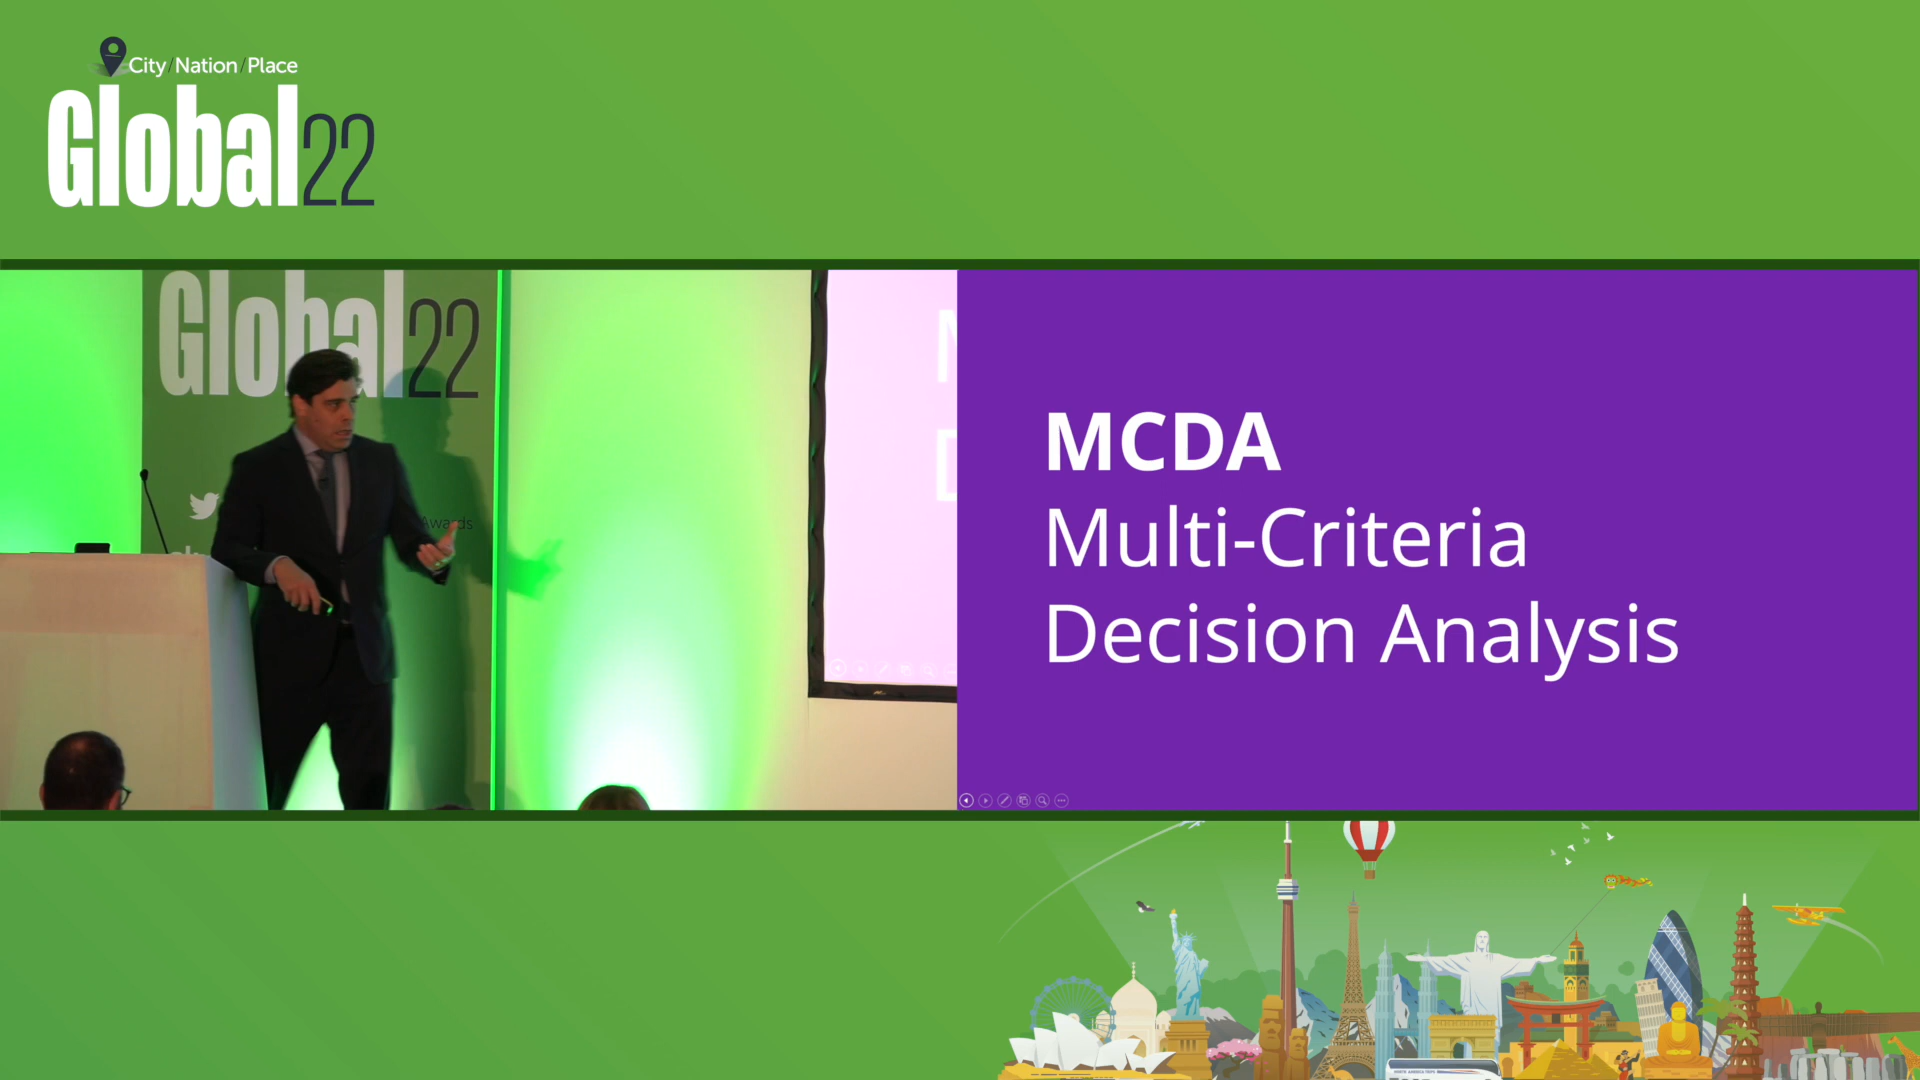 City/Nation/Place
Global22
Global22
Awards
MCDA
Multi-Criteria
Decision Analysis